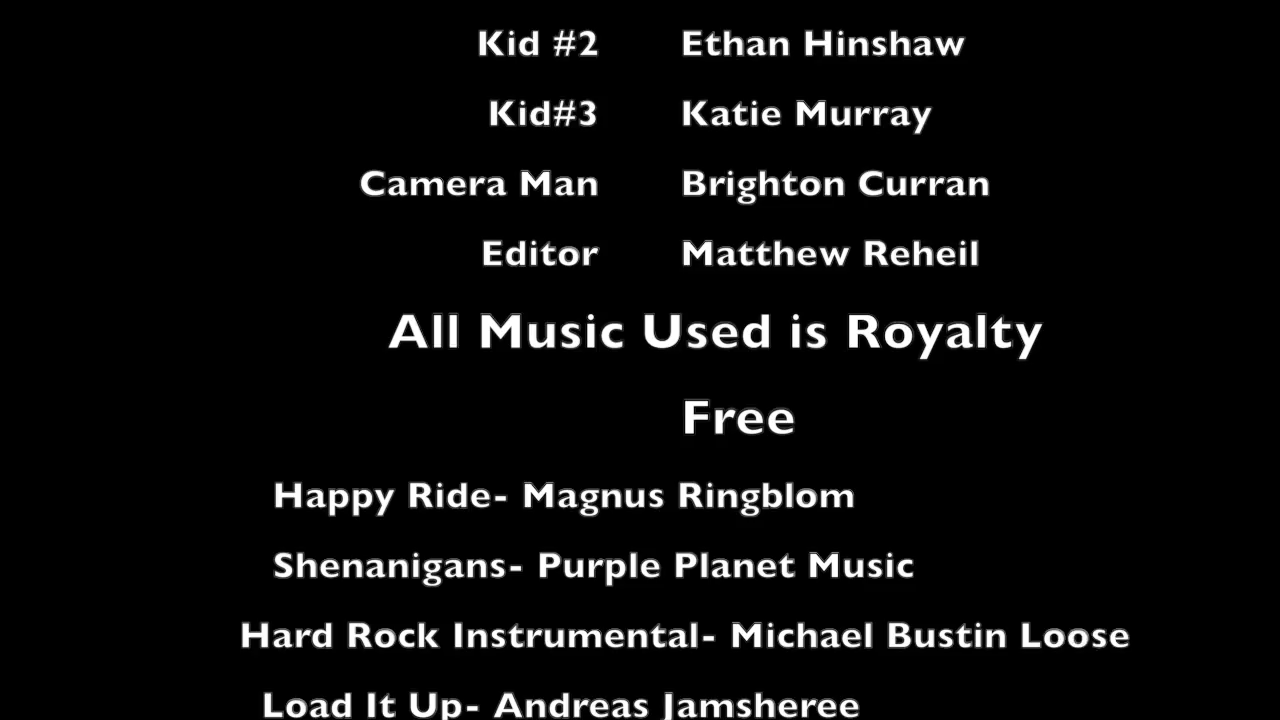 Kid #2 Ethan Hinshaw
Kid#3 Katie Murray
Camera Man Brighton Curran
Editor Matthew Reheil
All Music Used is Royalty
Free
Happy Ride- Magnus Ringblom
Shenanigans- Purple Planet Music
Hard Rock Instrumental- Michael Bustin Loose
Load It Up- Andreas Jamsheree